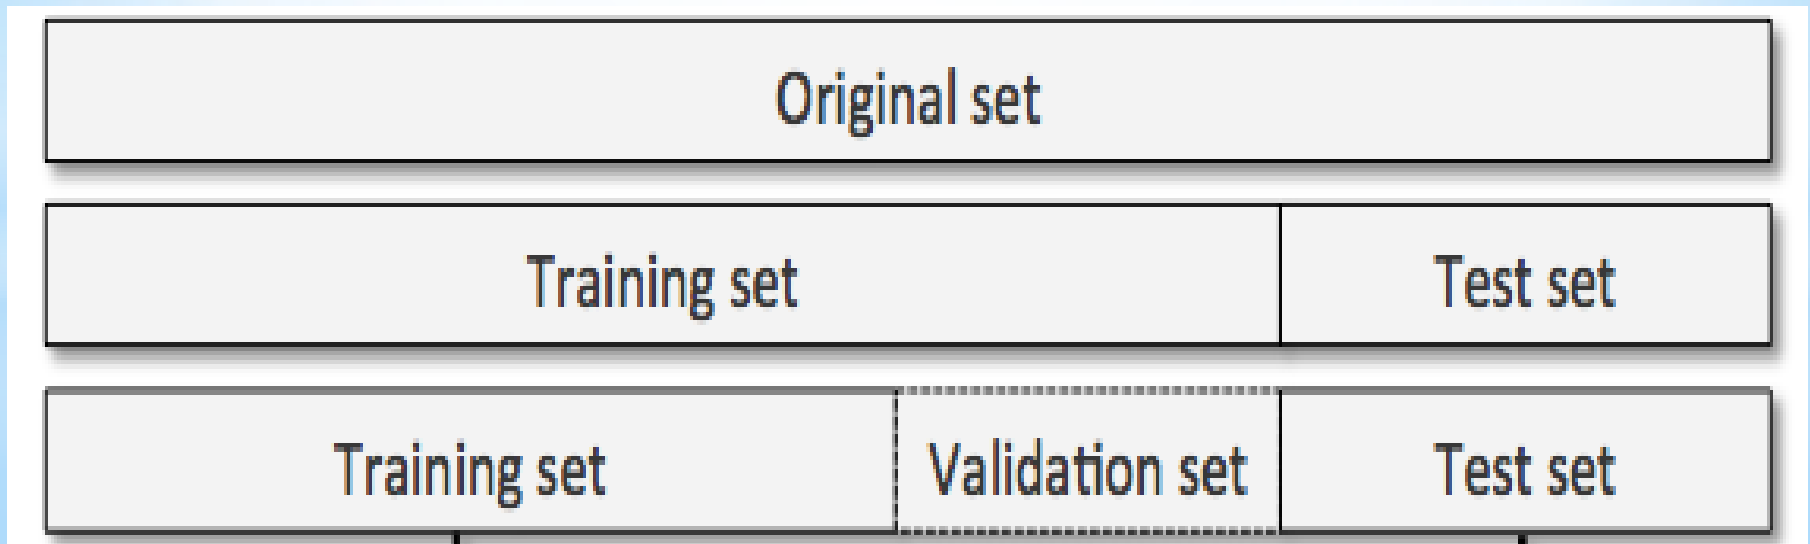 Original set
Training set Test set
Training set Validation set Test set